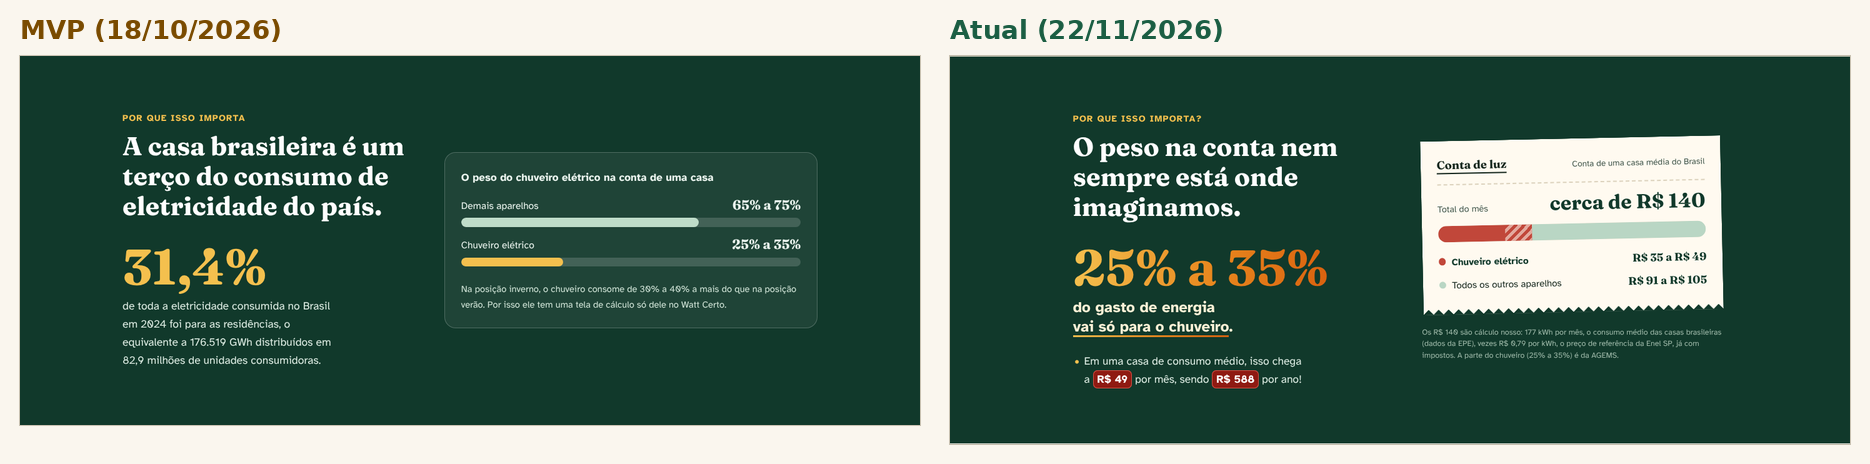 MVP (18/10/2026)
POR QUE ISSO IMPORTA
A casa brasileira é um
terço do consumo de
eletricidade do país.
31,4%
de toda a eletricidade consumida no Brasil
em 2024 foi para as residências, o
equivalente a 176.519 GWh distribuídos em
82,9 milhões de unidades consumidoras.
O peso do chuveiro elétrico na conta de uma casa
Demais aparelhos 65% a 75%
Chuveiro elétrico 25% a 35%
Na posição inverno, o chuveiro consome de 30% a 40% a mais do que na posição
verão. Por isso ele tem uma tela de cálculo só dele no Watt Certo.
Atual (22/11/2026)
POR QUE ISSO IMPORTA?
O peso na conta nem
sempre está onde
imaginamos.
25% a 35%
do gasto de energia
vai só para o chuveiro.
• Em uma casa de consumo médio, isso chega
a R$ 49 por mês, sendo R$ 588 por ano!
Conta de luz Conta de uma casa média do Brasil
Total do mês cerca de R$ 140
Chuveiro elétrico R$ 35 a R$ 49
Todos os outros aparelhos R$ 91 a R$ 105
Os R$ 140 são cálculo nosso: 177 kWh por mês, o consumo médio das casas brasileiras
(dados da EPE), vezes R$ 0,79 por kWh, o preço de referência da Enel SP, já com
impostos. A parte do chuveiro (25% a 35%) é da AGEMS.